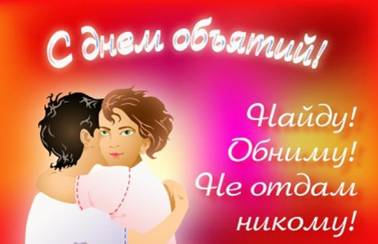 С днем объятий!
Найду!
Обниму!
Не отдам
никому!